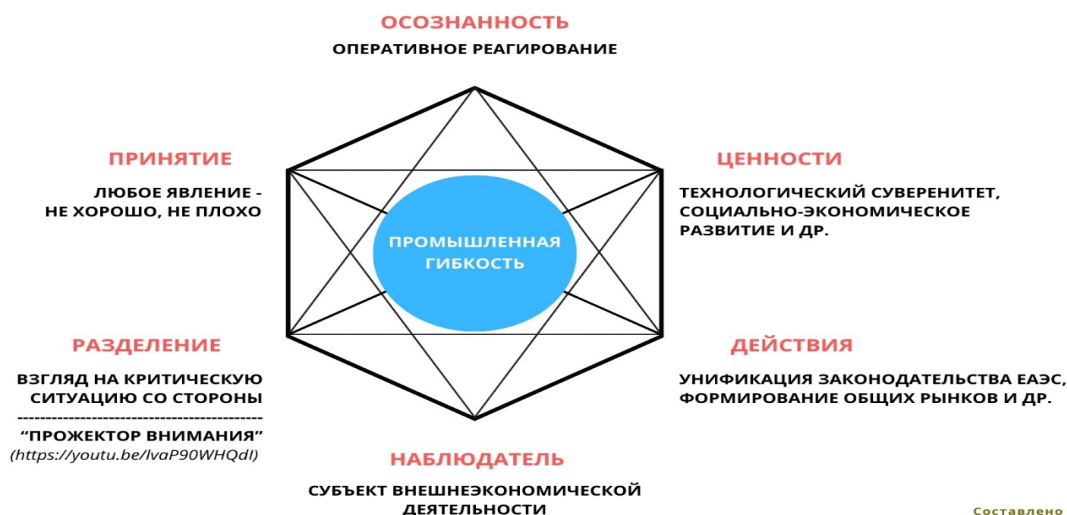 ОСОЗНАННОСТЬ
ОПЕРАТИВНОЕ РЕАГИРОВАНИЕ
ПРИНЯТИЕ
ЛЮБОЕ ЯВЛЕНИЕ -
НЕ ХОРОШО, НЕ ПЛОХО
ЦЕННОСТИ
ТЕХНОЛОГИЧЕСКИЙ СУВЕРЕНИТЕТ,
СОЦИАЛЬНО-ЭКОНОМИЧЕСКОЕ
РАЗВИТИЕ И ДР.
ПРОМЫШЛЕННАЯ
ГИБКОСТЬ
РАЗДЕЛЕНИЕ
ВЗГЛЯД НА КРИТИЧЕСКУЮ
СИТУАЦИЮ СО СТОРОНЫ
--------------------------------------------
“ПРОЖЕКТОР ВНИМАНИЯ”
(https://youtu.be/lvaP90WHQdI)
ДЕЙСТВИЯ
УНИФИКАЦИЯ ЗАКОНОДАТЕЛЬСТВА ЕАЭС,
ФОРМИРОВАНИЕ ОБЩИХ РЫНКОВ И ДР.
НАБЛЮДАТЕЛЬ
СУБЪЕКТ ВНЕШНЕЭКОНОМИЧЕСКОЙ
ДЕЯТЕЛЬНОСТИ
Составлено